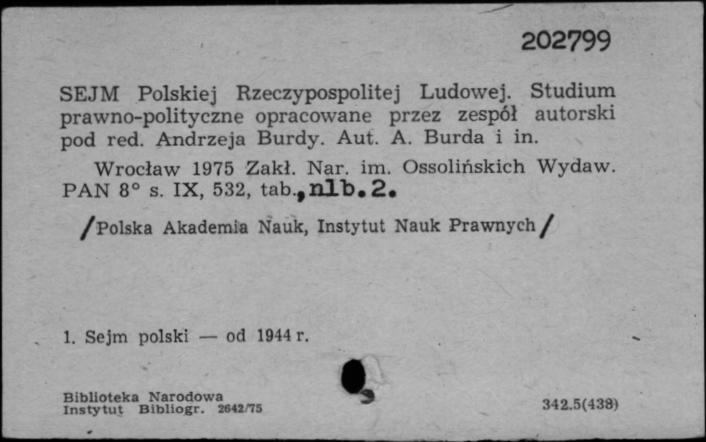 202799
SEJM Polskiej Rzeczypospolitej Ludowej. Studium
prawno-polityczne opracowane przez zespół autorski
pod red. Andrzeja Burdy. Aut. A. Burda i in.
Wrocław 1975 Zakł. Nar. im. Ossolińskich Wydaw.
PAN 8° s. IX, 532, tab., nlb. 2.
/Polska Akademia Nauk, Instytut Nauk Prawnych/
1. Sejm polski — od 1944 r.
Biblioteka Narodowa
Instytut Bibliogr. 2642/75
342.5(438)